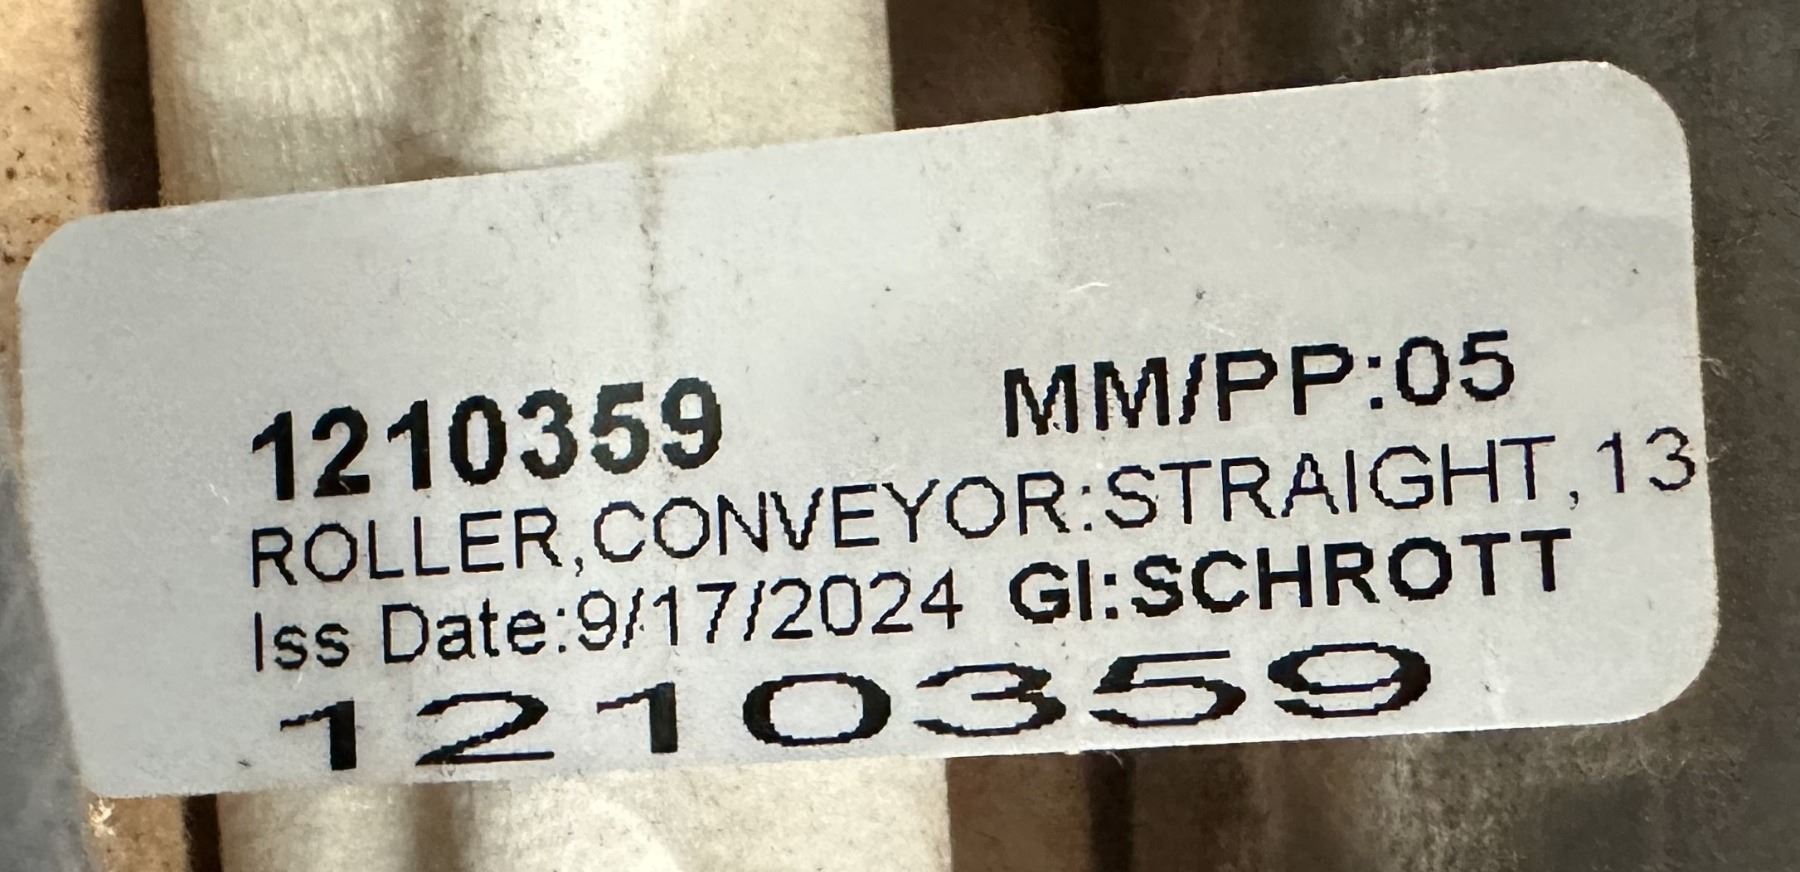 1210359 MM/PP:05
ROLLER,CONVEYOR:STRAIGHT,13
Iss Date:9/17/2024 GI:SCHROTT
1210359